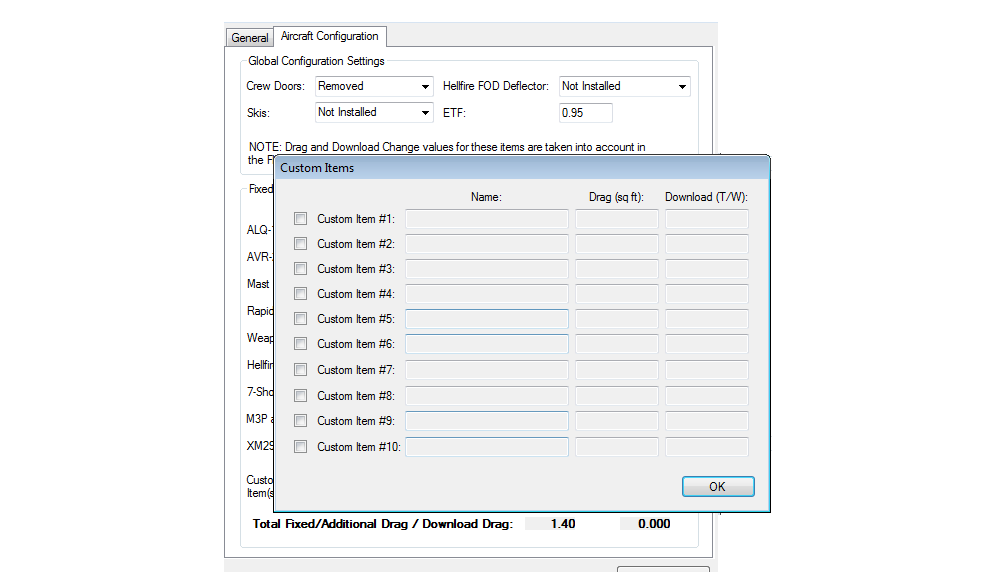 General Aircraft Configuration
Global Configuration Settings
Crew Doors: Removed Hellfire FOD Deflector: Not Installed
Skis: Not Installed ETF: 0.95
NOTE: Drag and Download Change values for these items are taken into account in
the
Custom Items
Fixed
Name: Drag (sq ft): Download (T/W):
Custom Item #1:
ALQ-
Custom Item #2:
AVR-
Custom Item #3:
Mast
Custom Item #4:
Rapid
Custom Item #5:
Weap
Custom Item #6:
Hellfir
Custom Item #7:
7-Sho
Custom Item #8:
M3P a
Custom Item #9:
XM29
Custom Item #10:
Custo
Item(s
OK
Total Fixed/Additional Drag / Download Drag: 1.40 0.000